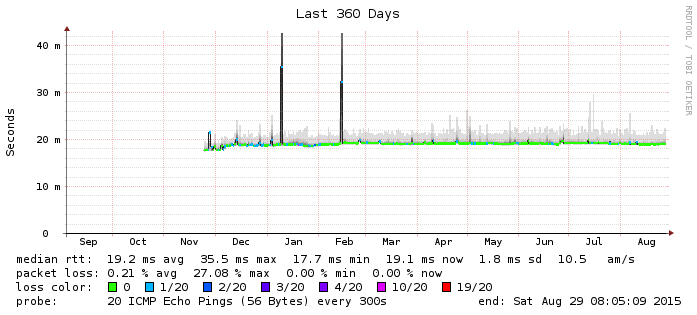 Last 360 Days
RRDTOOL / TOBI OETIKER
Seconds
40 m
30 m
20 m
10 m
0
Sep Oct Nov Dec Jan Feb Mar Apr May Jun Jul Aug
median rtt: 19.2 ms avg 35.5 ms max 17.7 ms min 19.1 ms now 1.8 ms sd 10.5 am/s
packet loss: 0.21 % avg 27.08 % max 0.00 % min 0.00 % now
loss color: 0 1/20 2/20 3/20 4/20 10/20 19/20
probe: 20 ICMP Echo Pings (56 Bytes) every 300s end: Sat Aug 29 08:05:09 2015